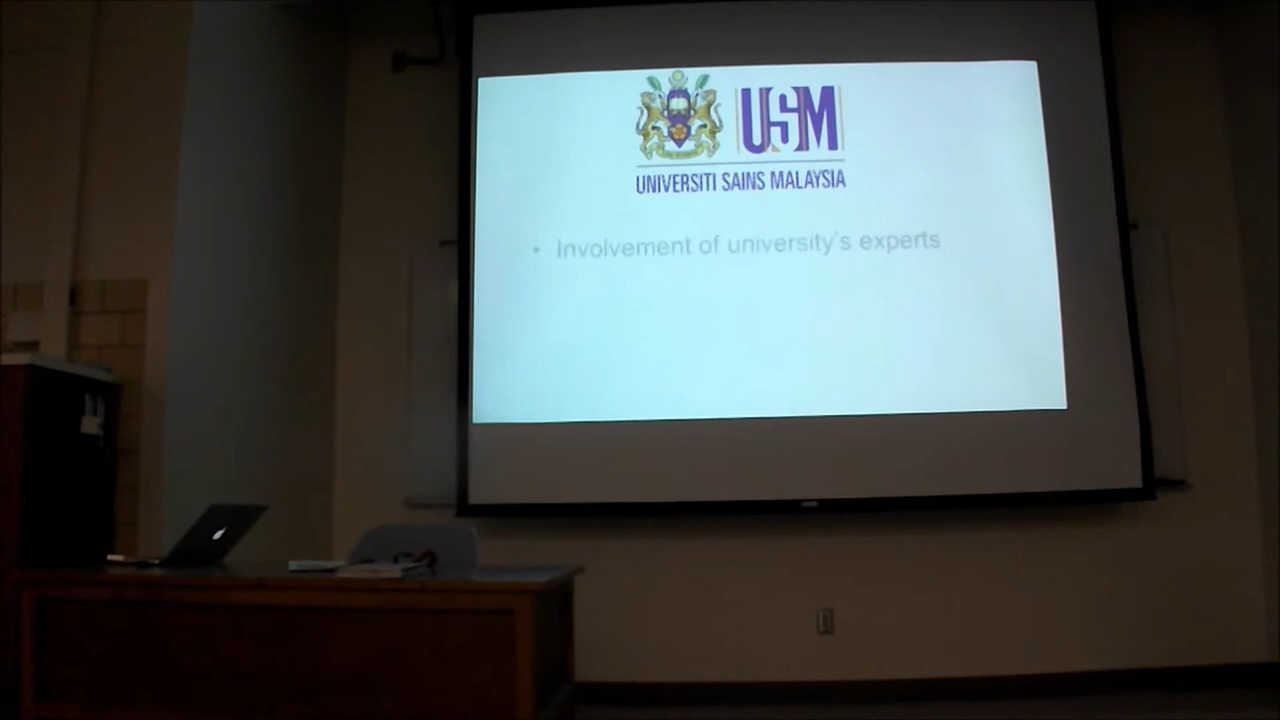 USM
UNIVERSITI SAINS MALAYSIA
• Involvement of university's experts